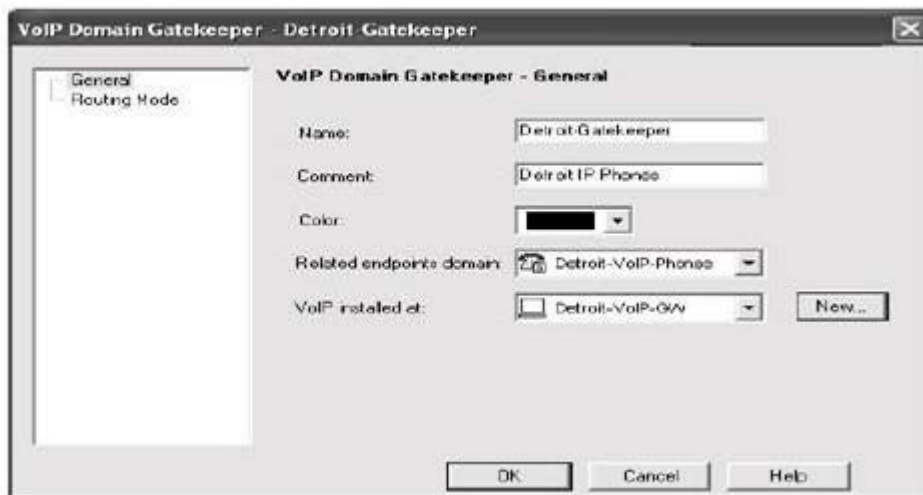 VoIP Domain Gatekeeper - Detroit-Gatekeeper
General
Routing Mode
VoIP Domain Gatekeeper - General
Name: Detroit-Gatekeeper
Comment: Detroit IP Phones
Color:
Related endpoints domain: Detroit-VoIP-Phones
VoIP installed at: Detroit-VoIP-GW New...
OK Cancel Help